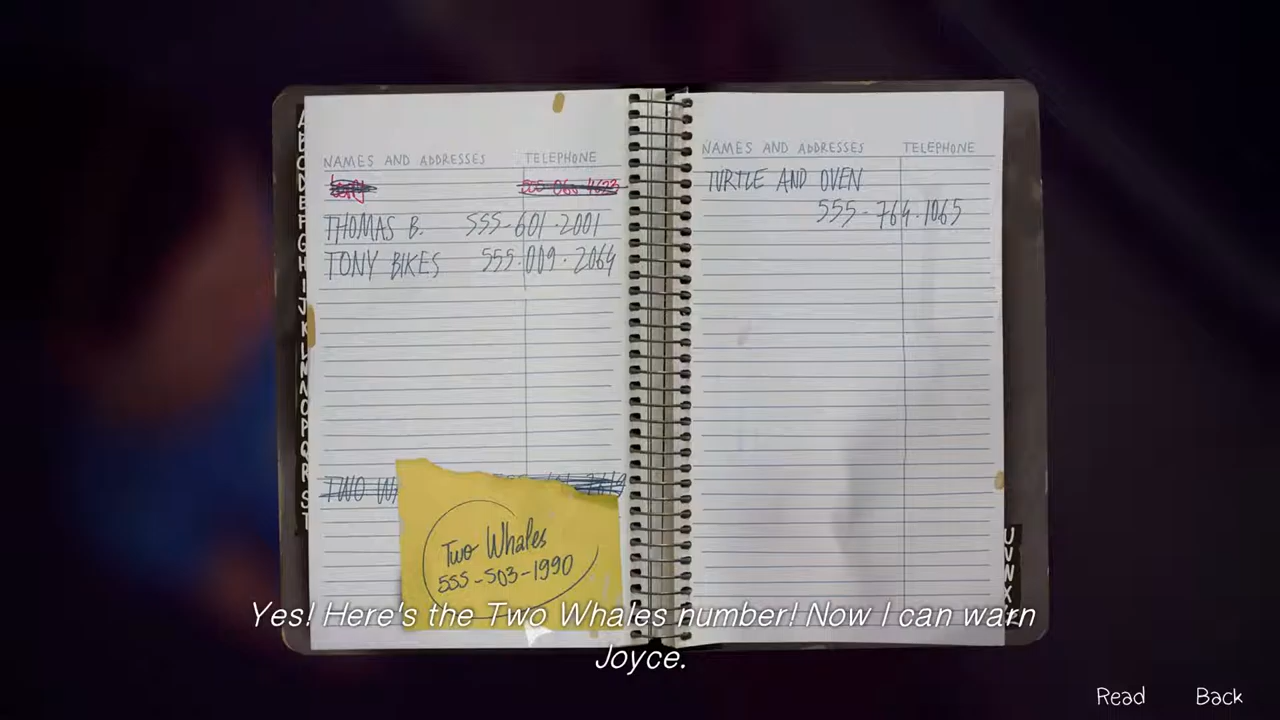 NAMES AND ADDRESSES TELEPHONE
THOMAS B. 555-601-2001
TONY BIKES 555-009-2064
TWO
Two Whales
555-503-1990
NAMES AND ADDRESSES TELEPHONE
TURTLE AND OVEN
555-764-1065
A
B
C
D
E
F
G
H
I
J
K
L
M
N
O
P
Q
R
S
T
U
V
W
X
Yes! Here's the Two Whales number! Now I can warn
Joyce.
Read Back